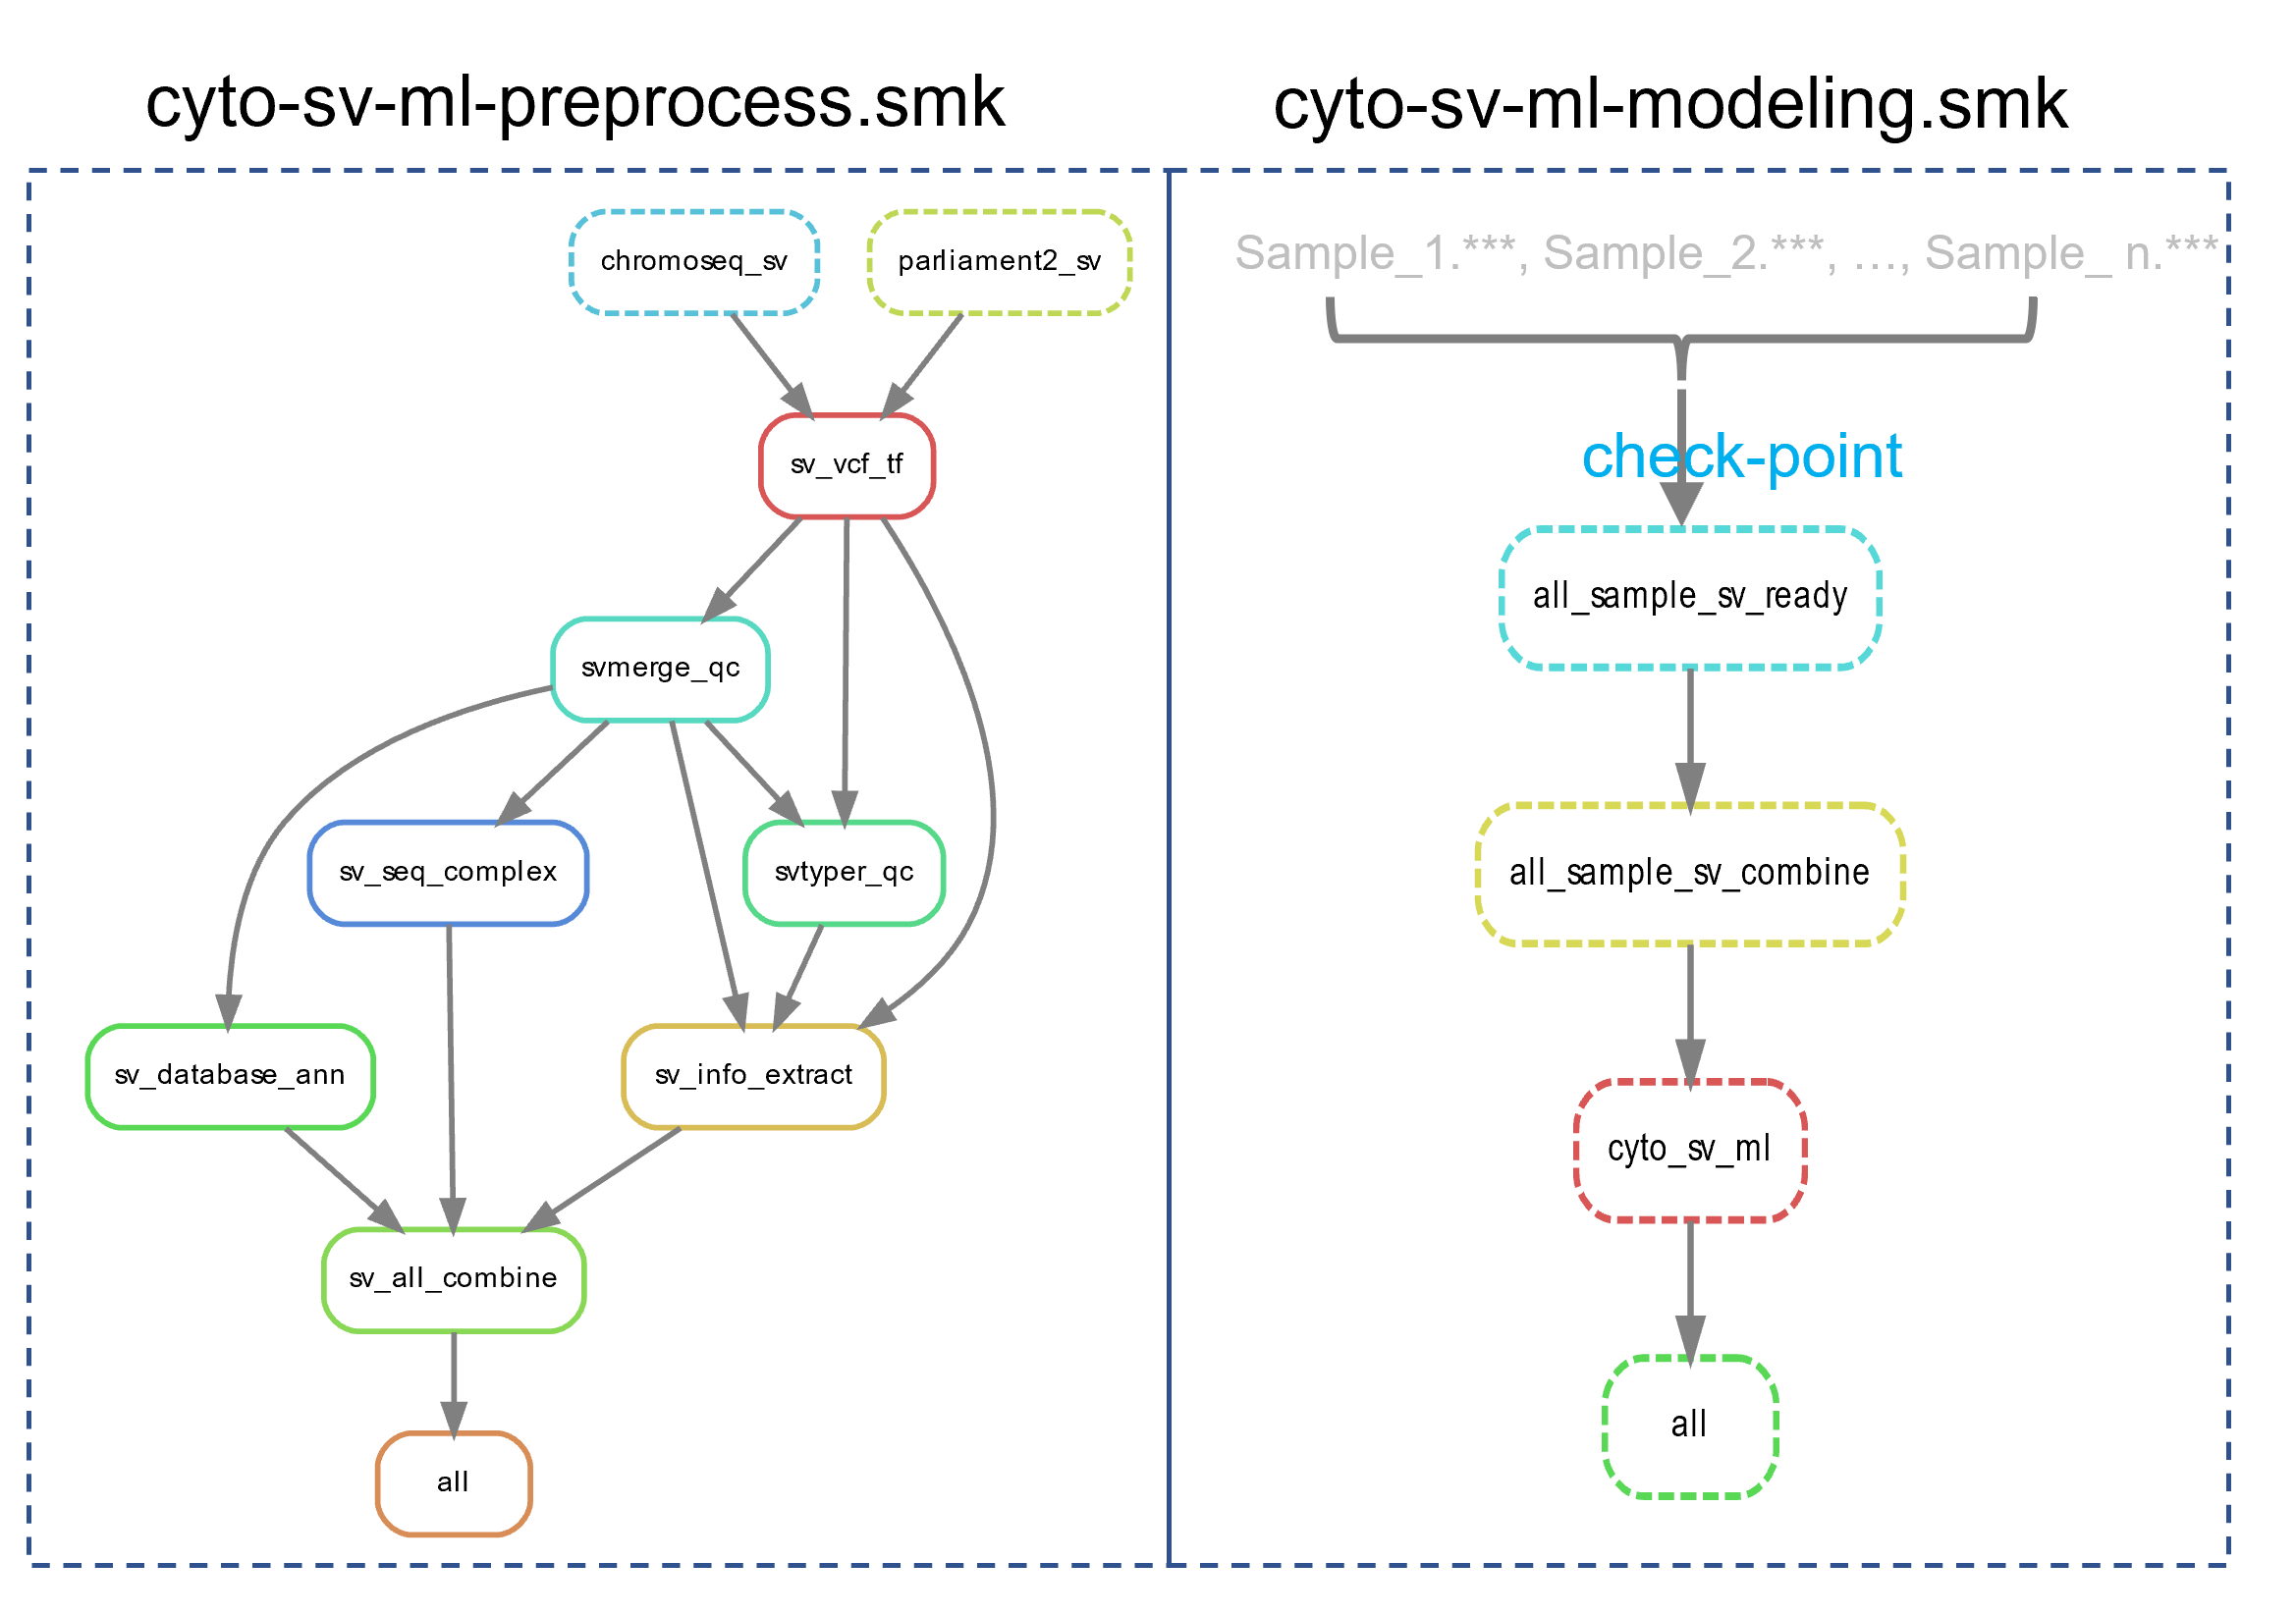 cyto-sv-ml-preprocess.smk
chromoseq_sv
parliament2_sv
sv_vcf_tf
svmerge_qc
sv_seq_complex
svtyper_qc
sv_database_ann
sv_info_extract
sv_all_combine
all
cyto-sv-ml-modeling.smk
Sample_1.***, Sample_2.***, ..., Sample_ n.***
check-point
all_sample_sv_ready
all_sample_sv_combine
cyto_sv_ml
all